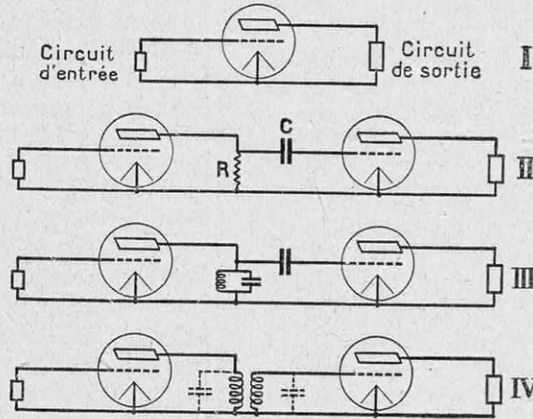 Circuit
d'entrée
Circuit
de sortie
I
C
R
II
III
IV